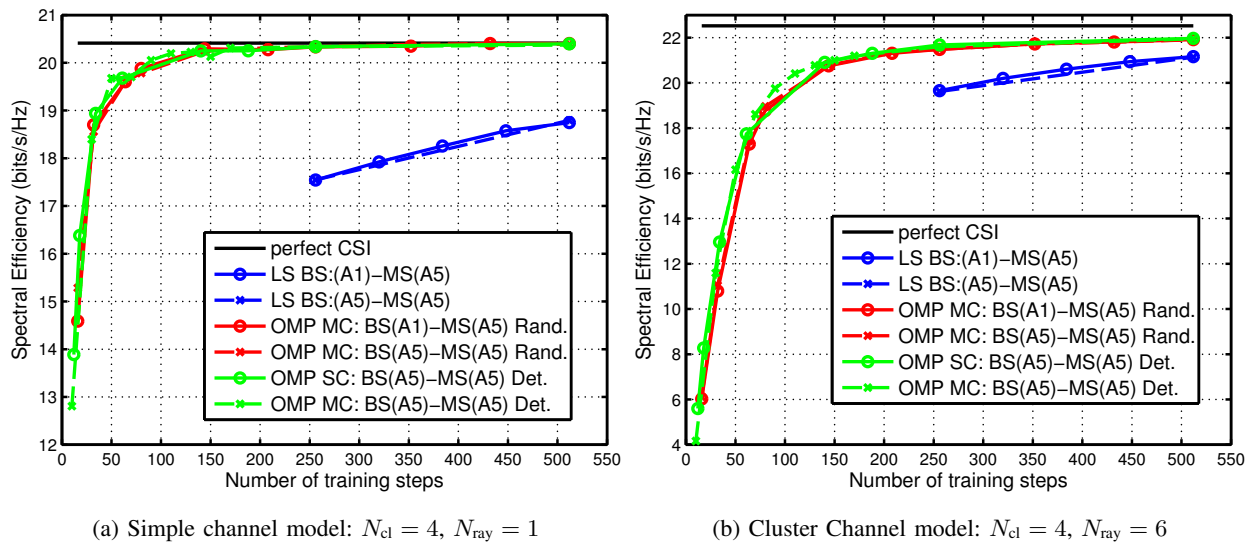 Spectral Efficiency (bits/s/Hz)
21
20
19
18
17
16
15
14
13
12
0 50 100 150 200 250 300 350 400 450 500 550
Number of training steps
perfect CSI
LS BS:(A1)−MS(A5)
LS BS:(A5)−MS(A5)
OMP MC: BS(A1)−MS(A5) Rand.
OMP MC: BS(A5)−MS(A5) Rand.
OMP SC: BS(A5)−MS(A5) Det.
OMP MC: BS(A5)−MS(A5) Det.
(a) Simple channel model: N_cl = 4, N_ray = 1
Spectral Efficiency (bits/s/Hz)
22
20
18
16
14
12
10
8
6
4
0 50 100 150 200 250 300 350 400 450 500 550
Number of training steps
perfect CSI
LS BS:(A1)−MS(A5)
LS BS:(A5)−MS(A5)
OMP MC: BS(A1)−MS(A5) Rand.
OMP MC: BS(A5)−MS(A5) Rand.
OMP SC: BS(A5)−MS(A5) Det.
OMP MC: BS(A5)−MS(A5) Det.
(b) Cluster Channel model: N_cl = 4, N_ray = 6